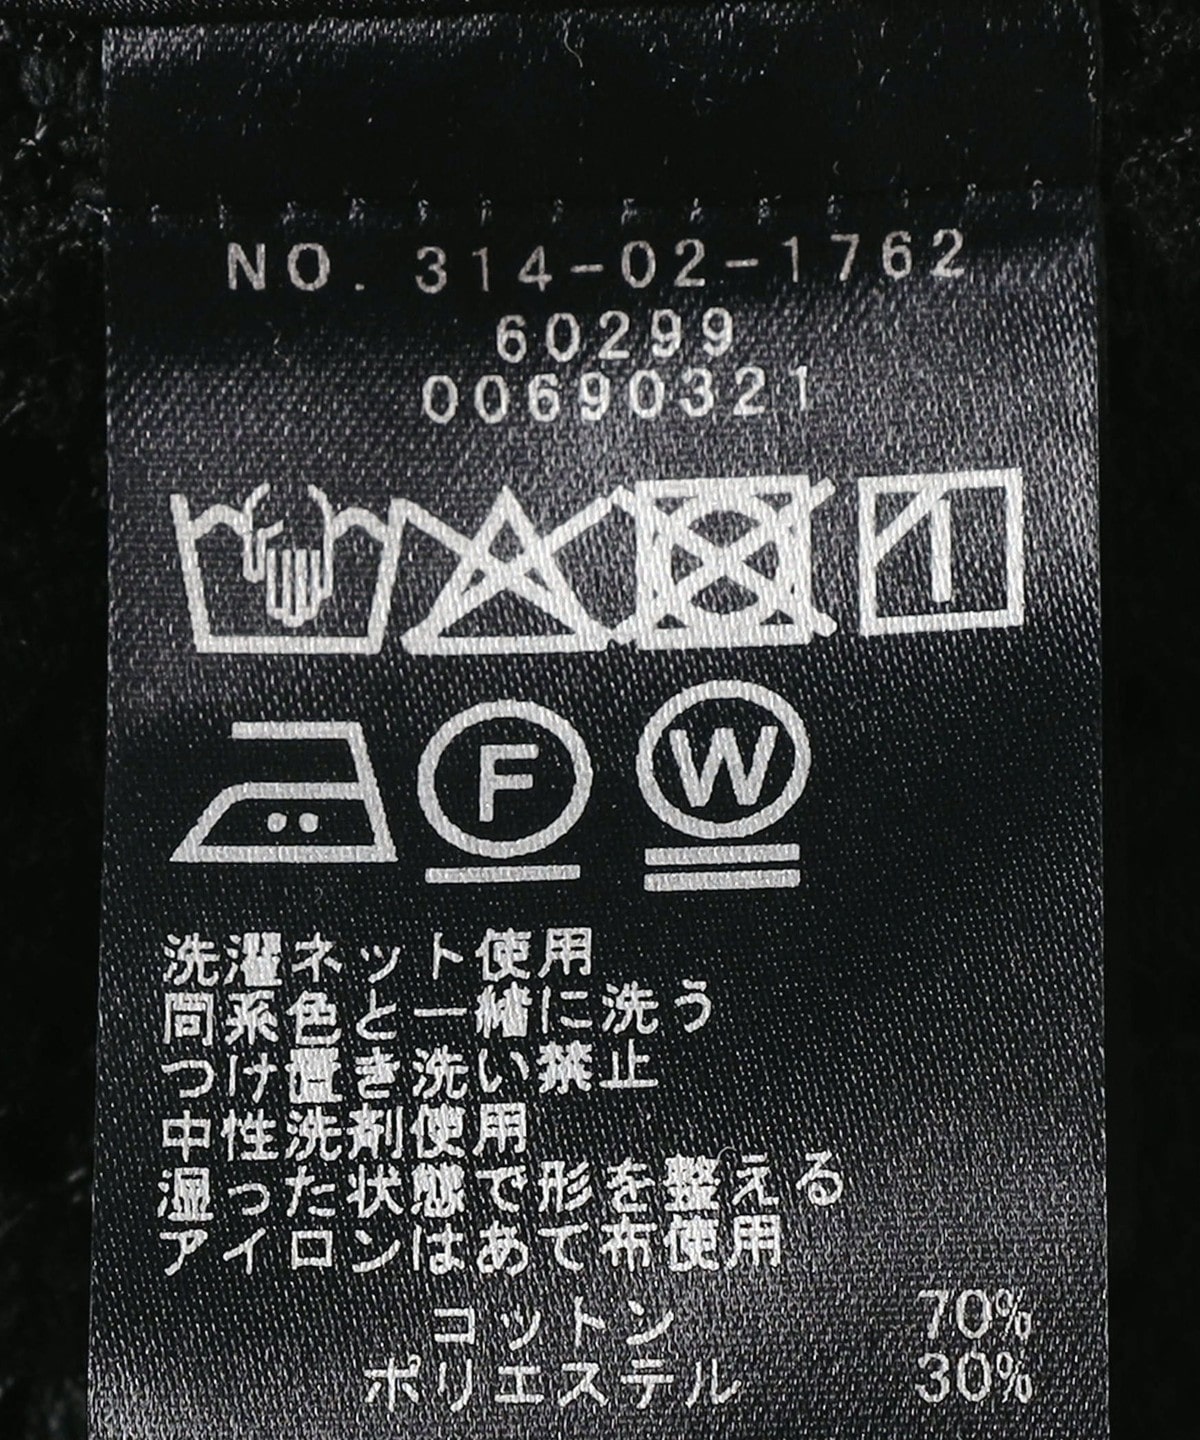 NO. 314-02-1762
60299
00690321
F W
洗濯ネット使用
同系色と一緒に洗う
つけ置き洗い禁止
中性洗剤使用
湿った状態で形を整える
アイロンはあて布使用
コットン 70%
ポリエステル 30%